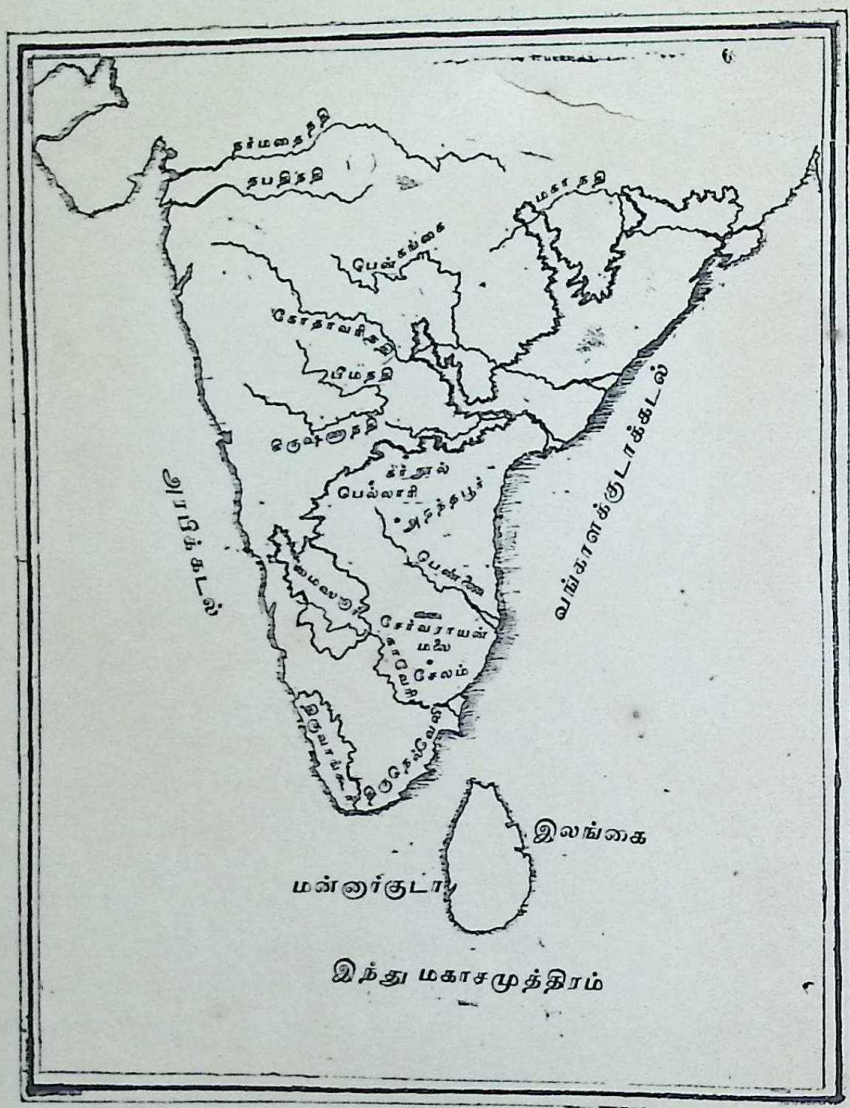 6
நர்மதைநதி
தபதிநதி
மகாநதி
பென்கங்கை
கோதாவரிநதி
பீமநதி
கிருஷ்ணாநதி
கர்நூல்
பெல்லாரி
அநந்தபூர்
அரபிக்கடல்
வங்காளக்குடாக்கடல்
பெண்ணை
மைஸூர்
சேர்வராயன்
மலை
காவேரி
சேலம்
திருவாங்கூர்
திருநெல்வேலி
இலங்கை
மன்னார்குடா
இந்து மகாசமுத்திரம்